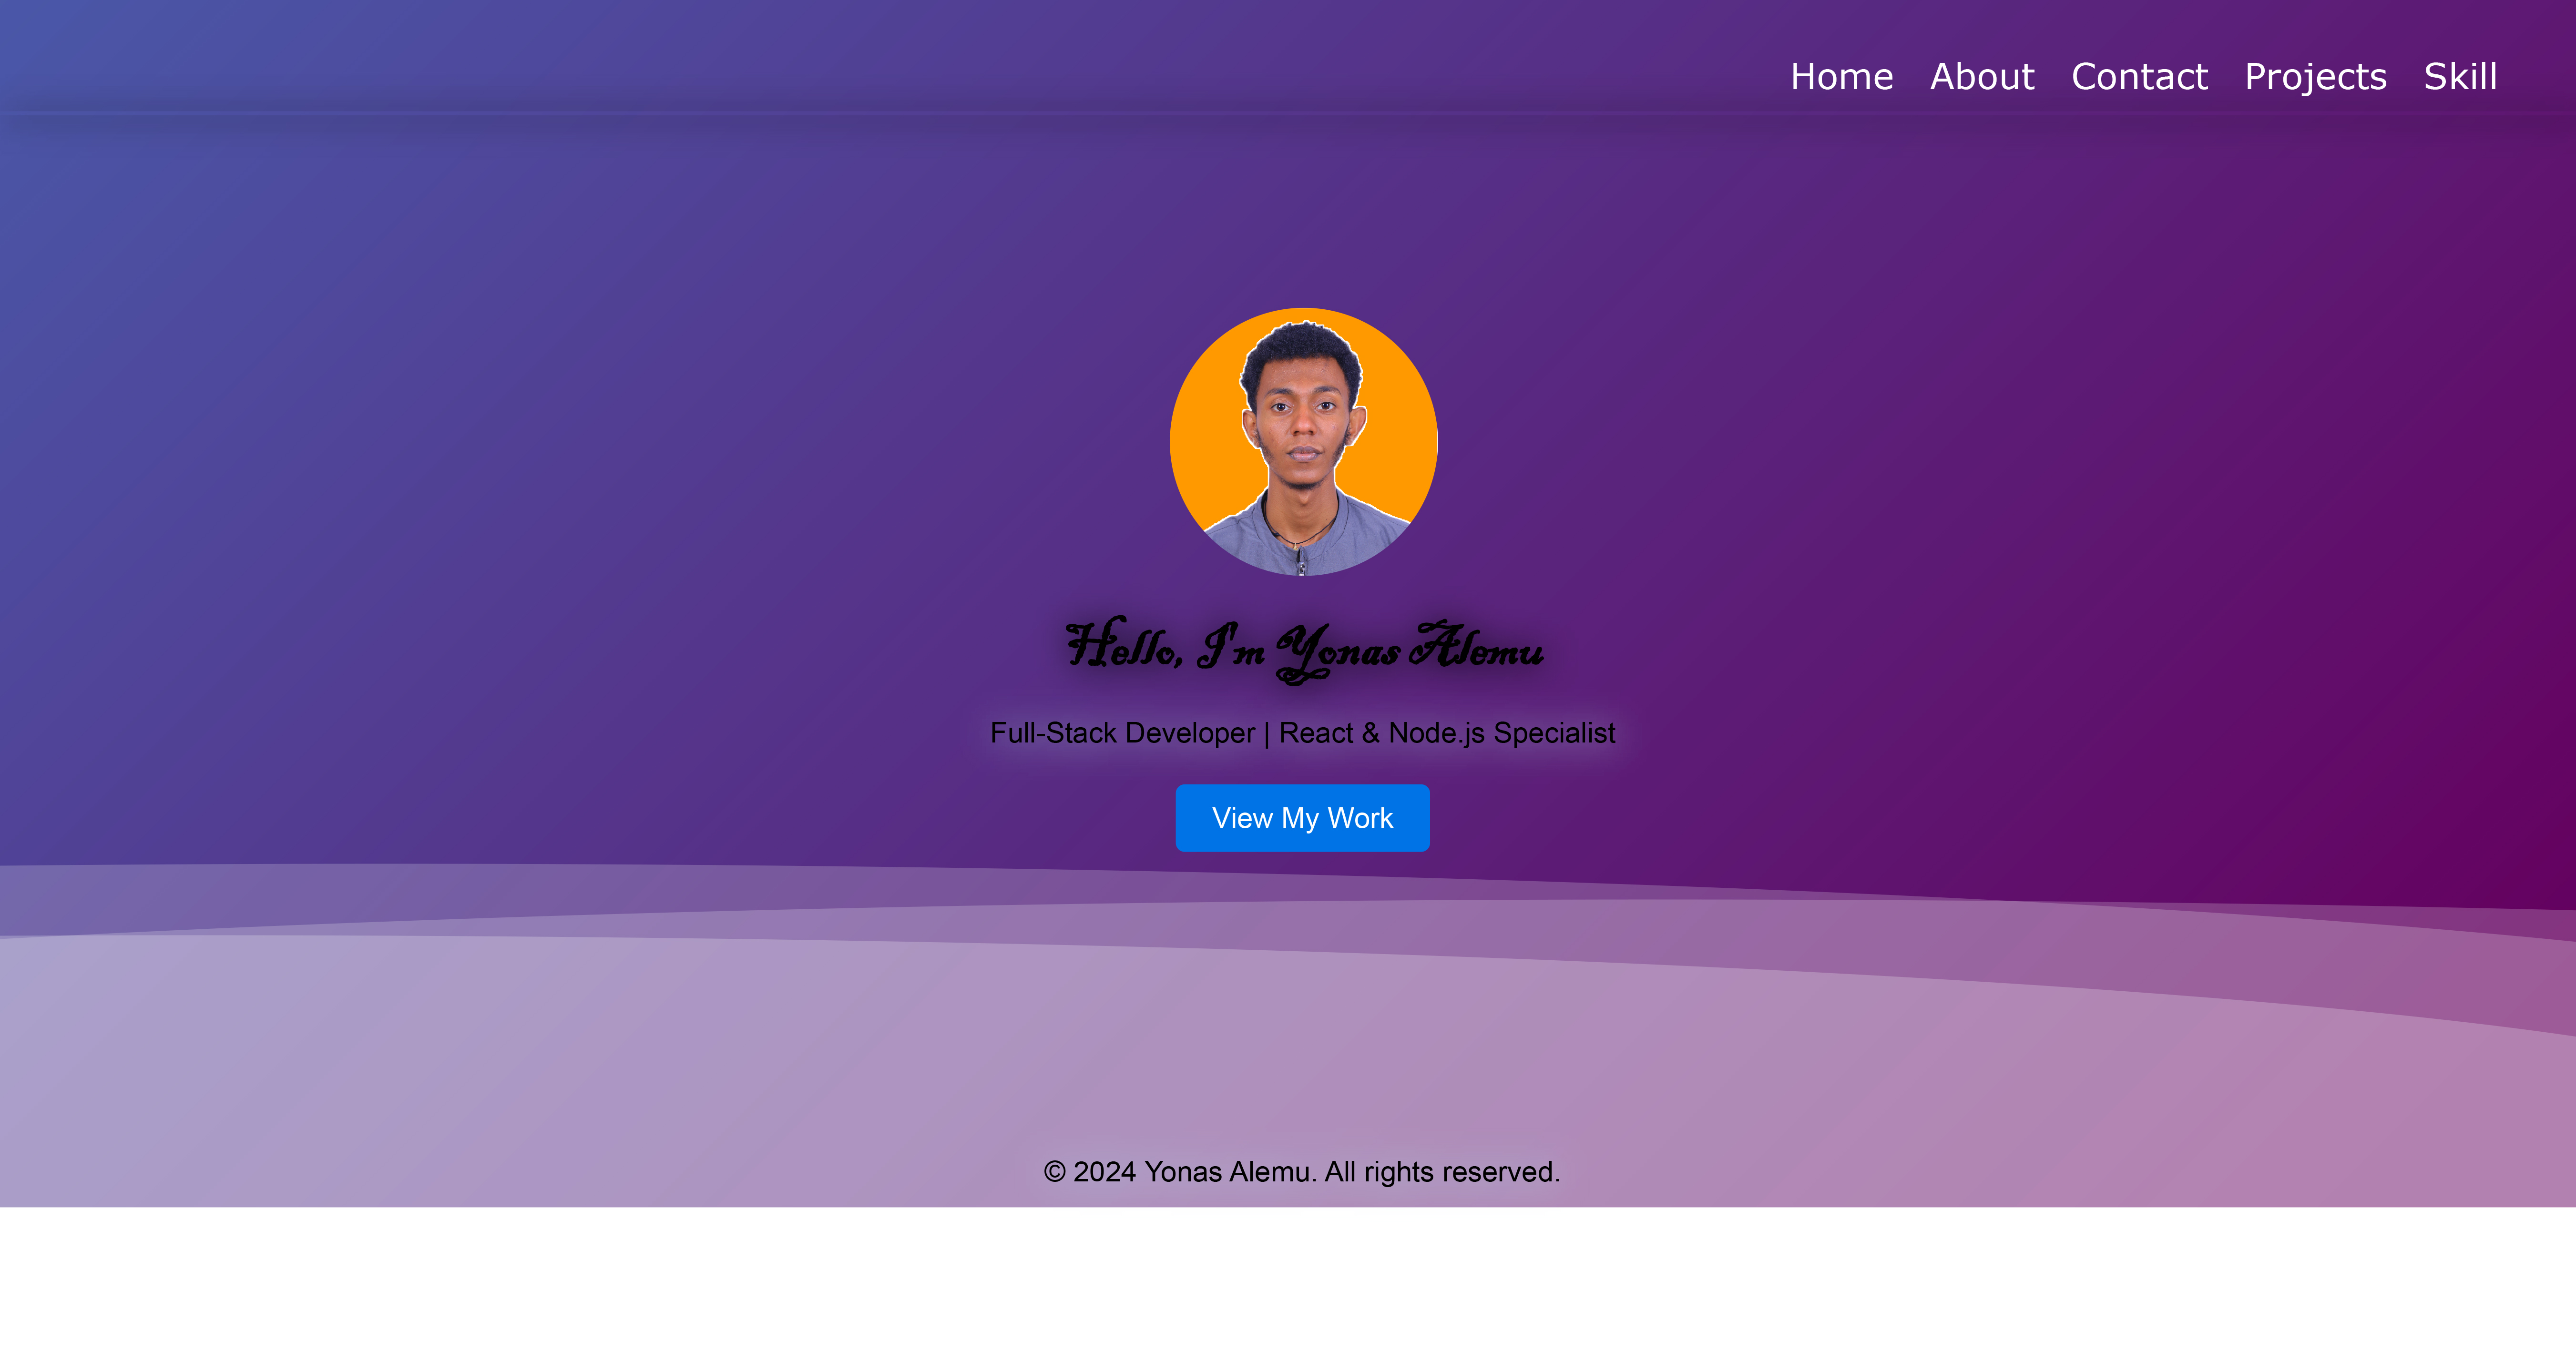 Home About Contact Projects Skill
Hello, I'm Yonas Alemu
Full-Stack Developer | React & Node.js Specialist
View My Work
© 2024 Yonas Alemu. All rights reserved.